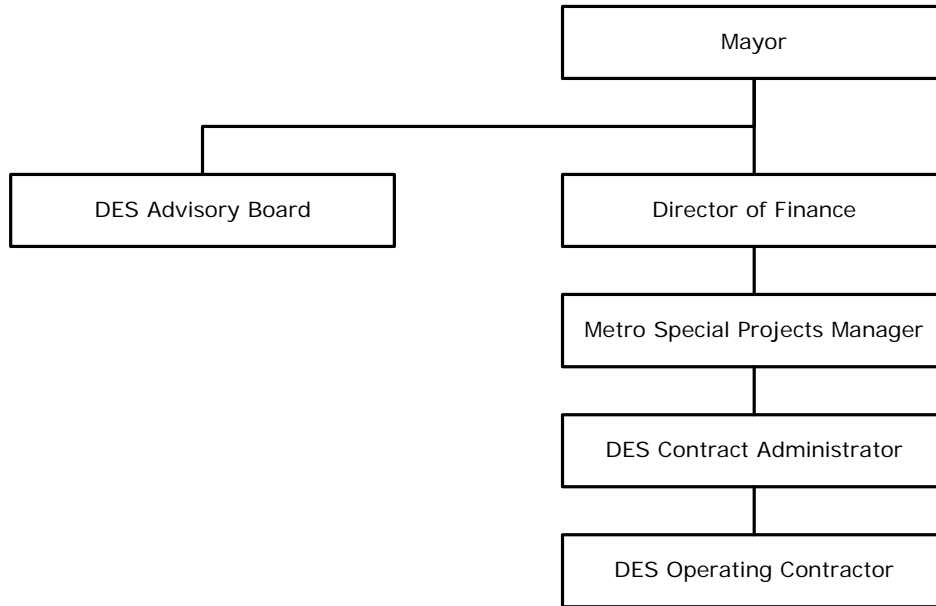 Mayor
DES Advisory Board
Director of Finance
Metro Special Projects Manager
DES Contract Administrator
DES Operating Contractor